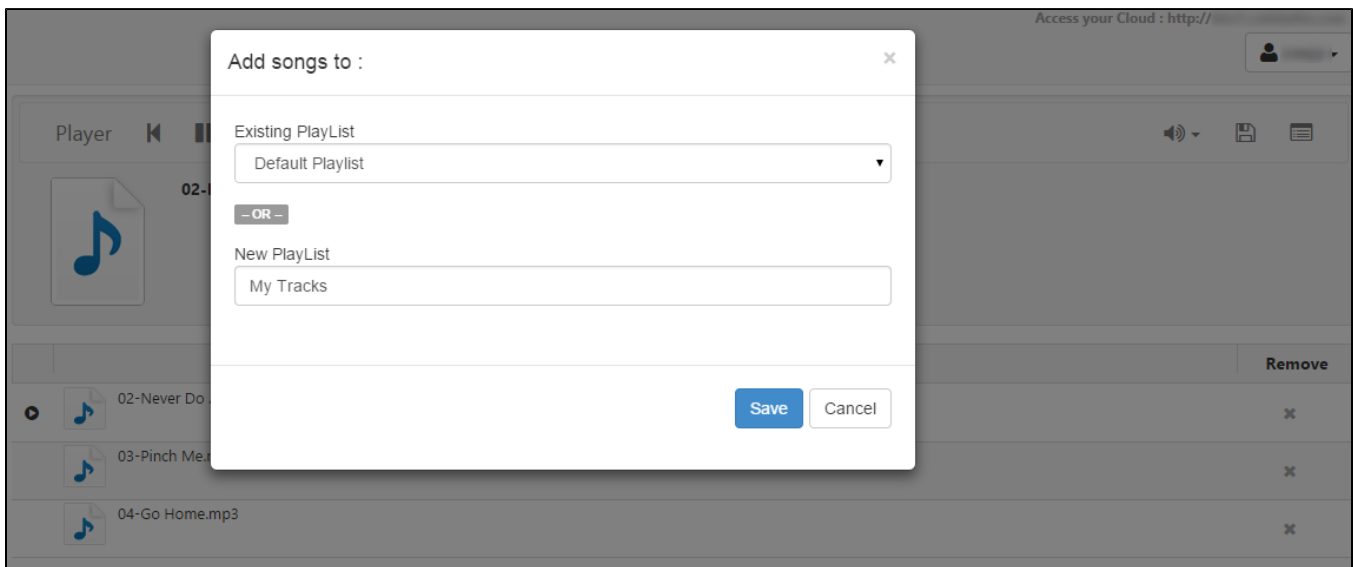 Access your Cloud : http://
Add songs to :
Player
Existing PlayList
Default Playlist
02-
– OR –
New PlayList
My Tracks
Remove
02-Never Do
Save
Cancel
03-Pinch Me.
04-Go Home.mp3